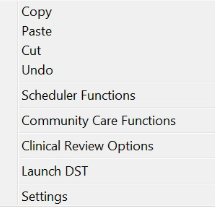 Copy
Paste
Cut
Undo
Scheduler Functions
Community Care Functions
Clinical Review Options
Launch DST
Settings